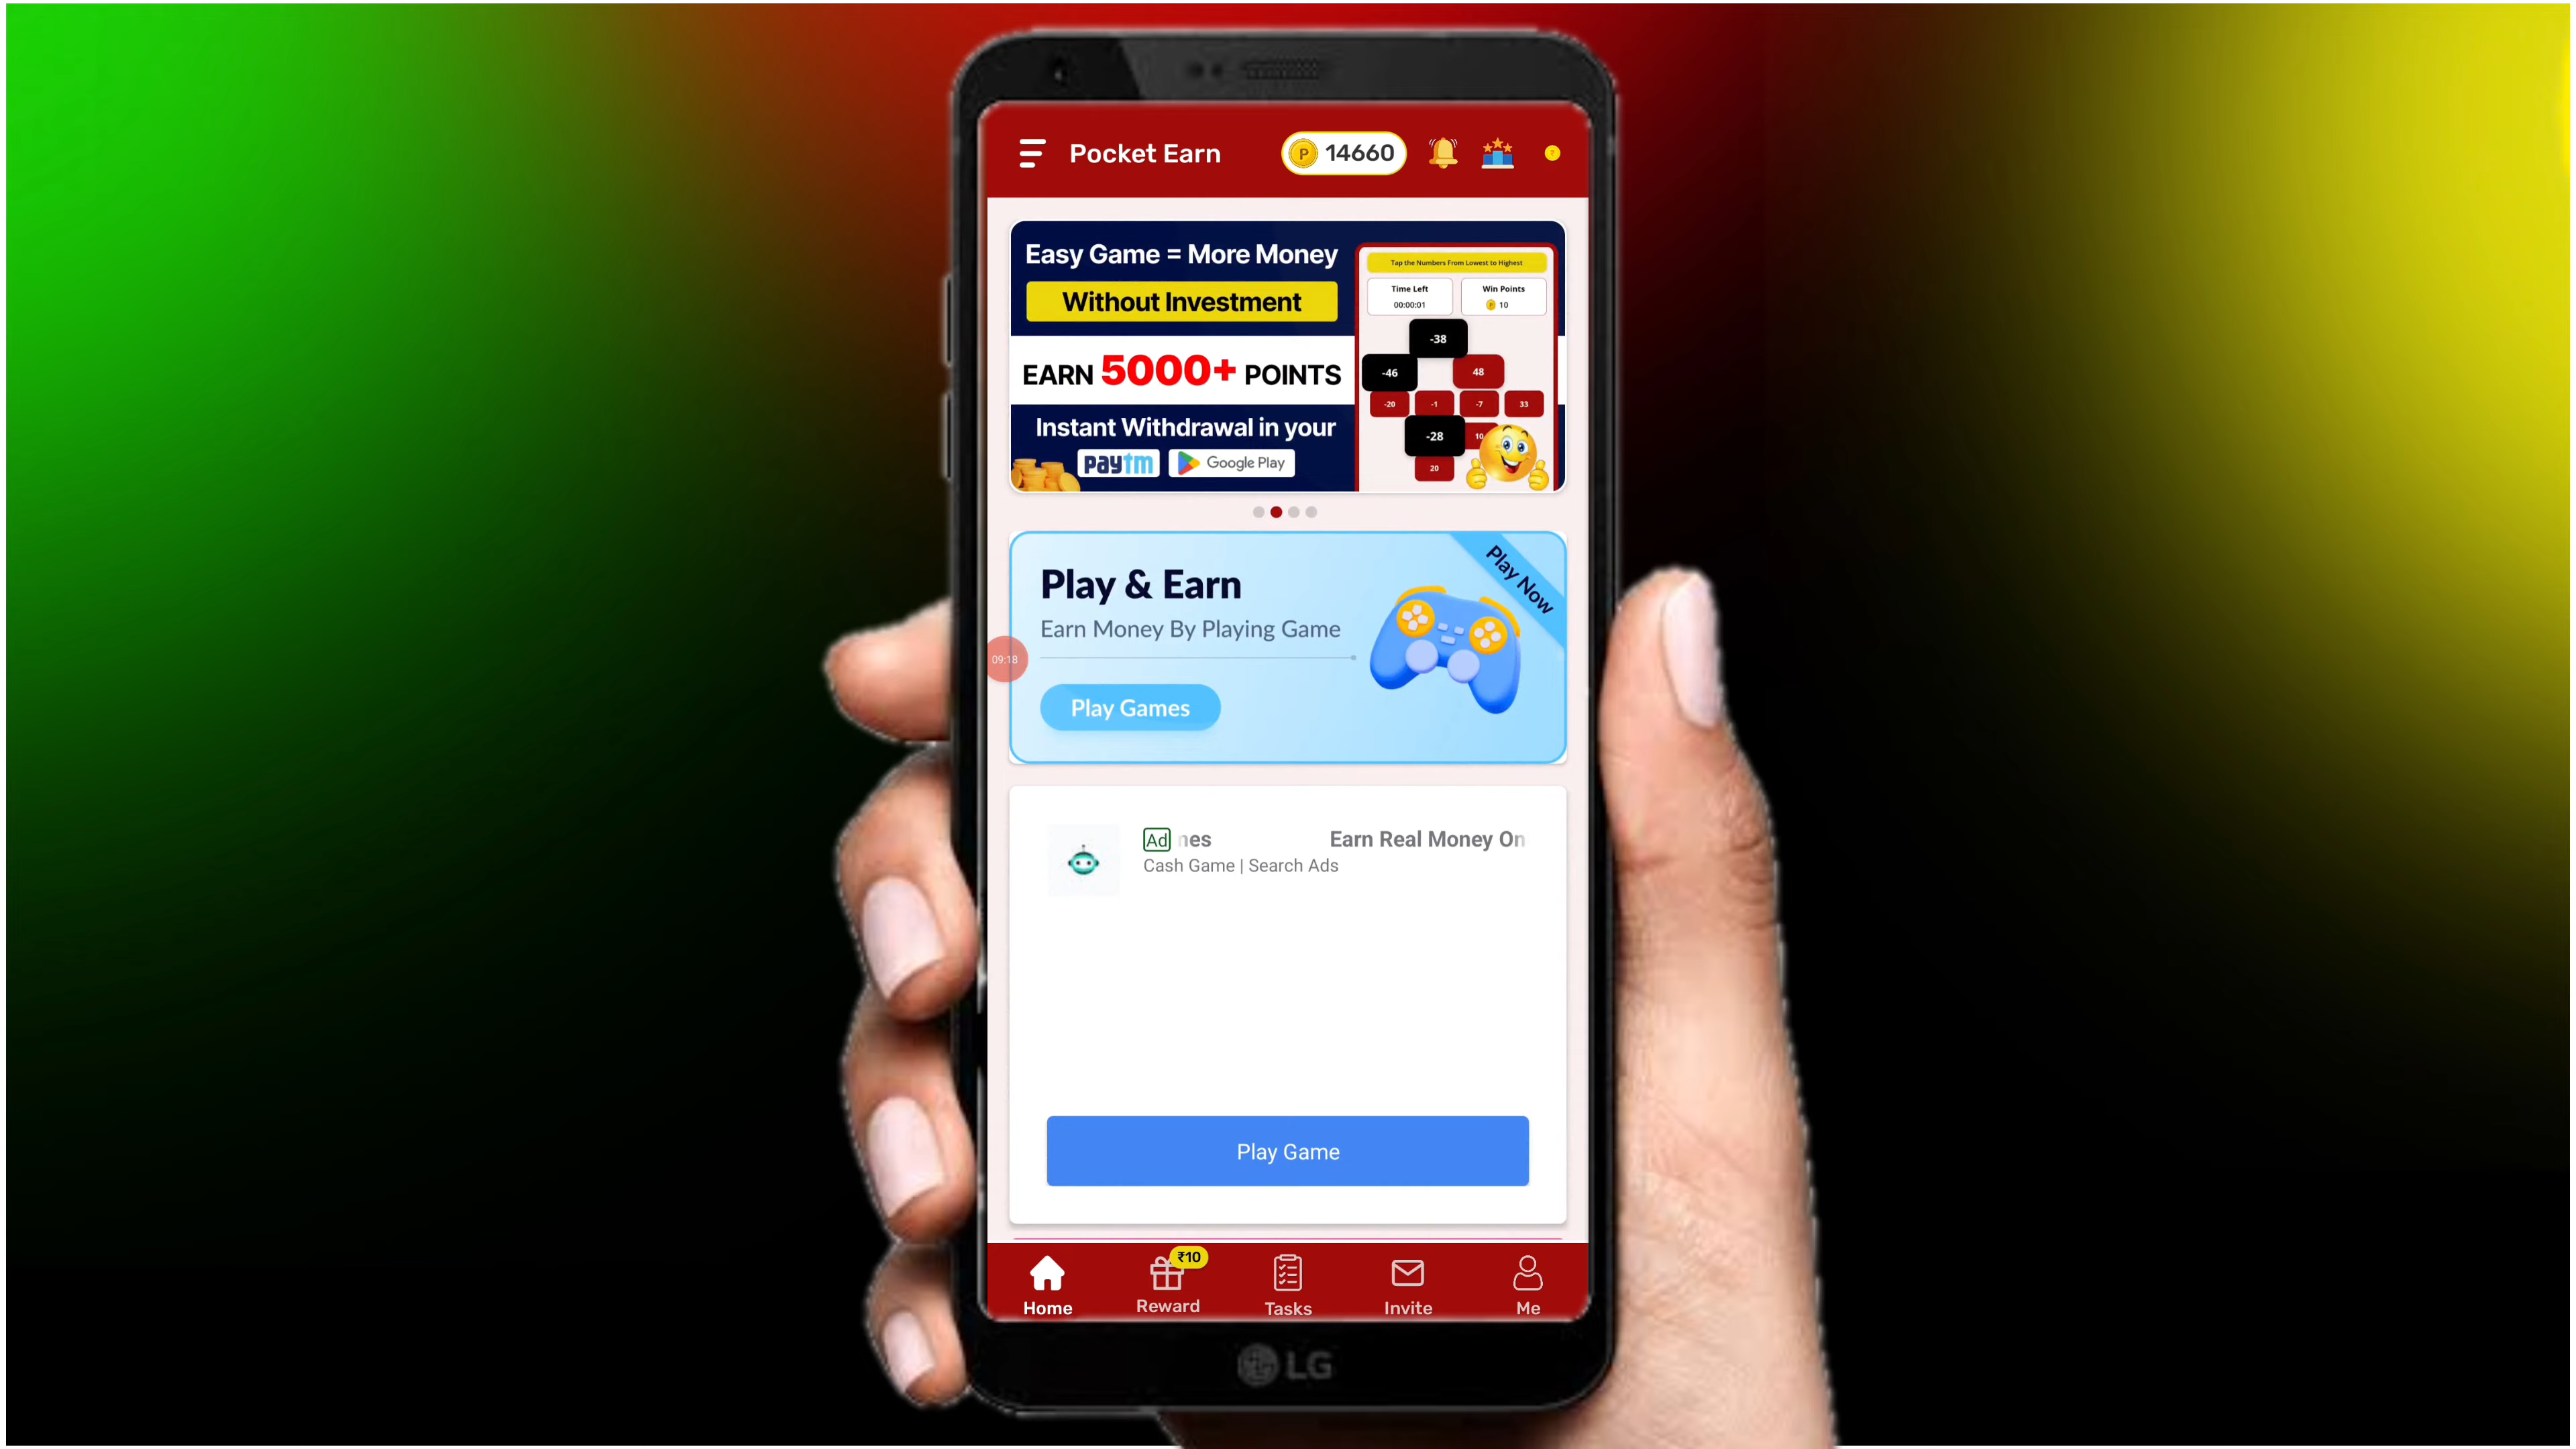 Pocket Earn
14660
Easy Game = More Money
Without Investment
EARN 5000+ POINTS
Instant Withdrawal in your
paytm
Google Play
Tap the Numbers From Lowest to Highest
Time Left
00:00:01
Win Points
10
-38
-46
48
-20
-1
-7
33
-28
10
20
Play Now
Play & Earn
Earn Money By Playing Game
09:18
Play Games
Ad
Earn Real Money On
Cash Game | Search Ads
Play Game
₹10
Home
Reward
Tasks
Invite
Me
LG